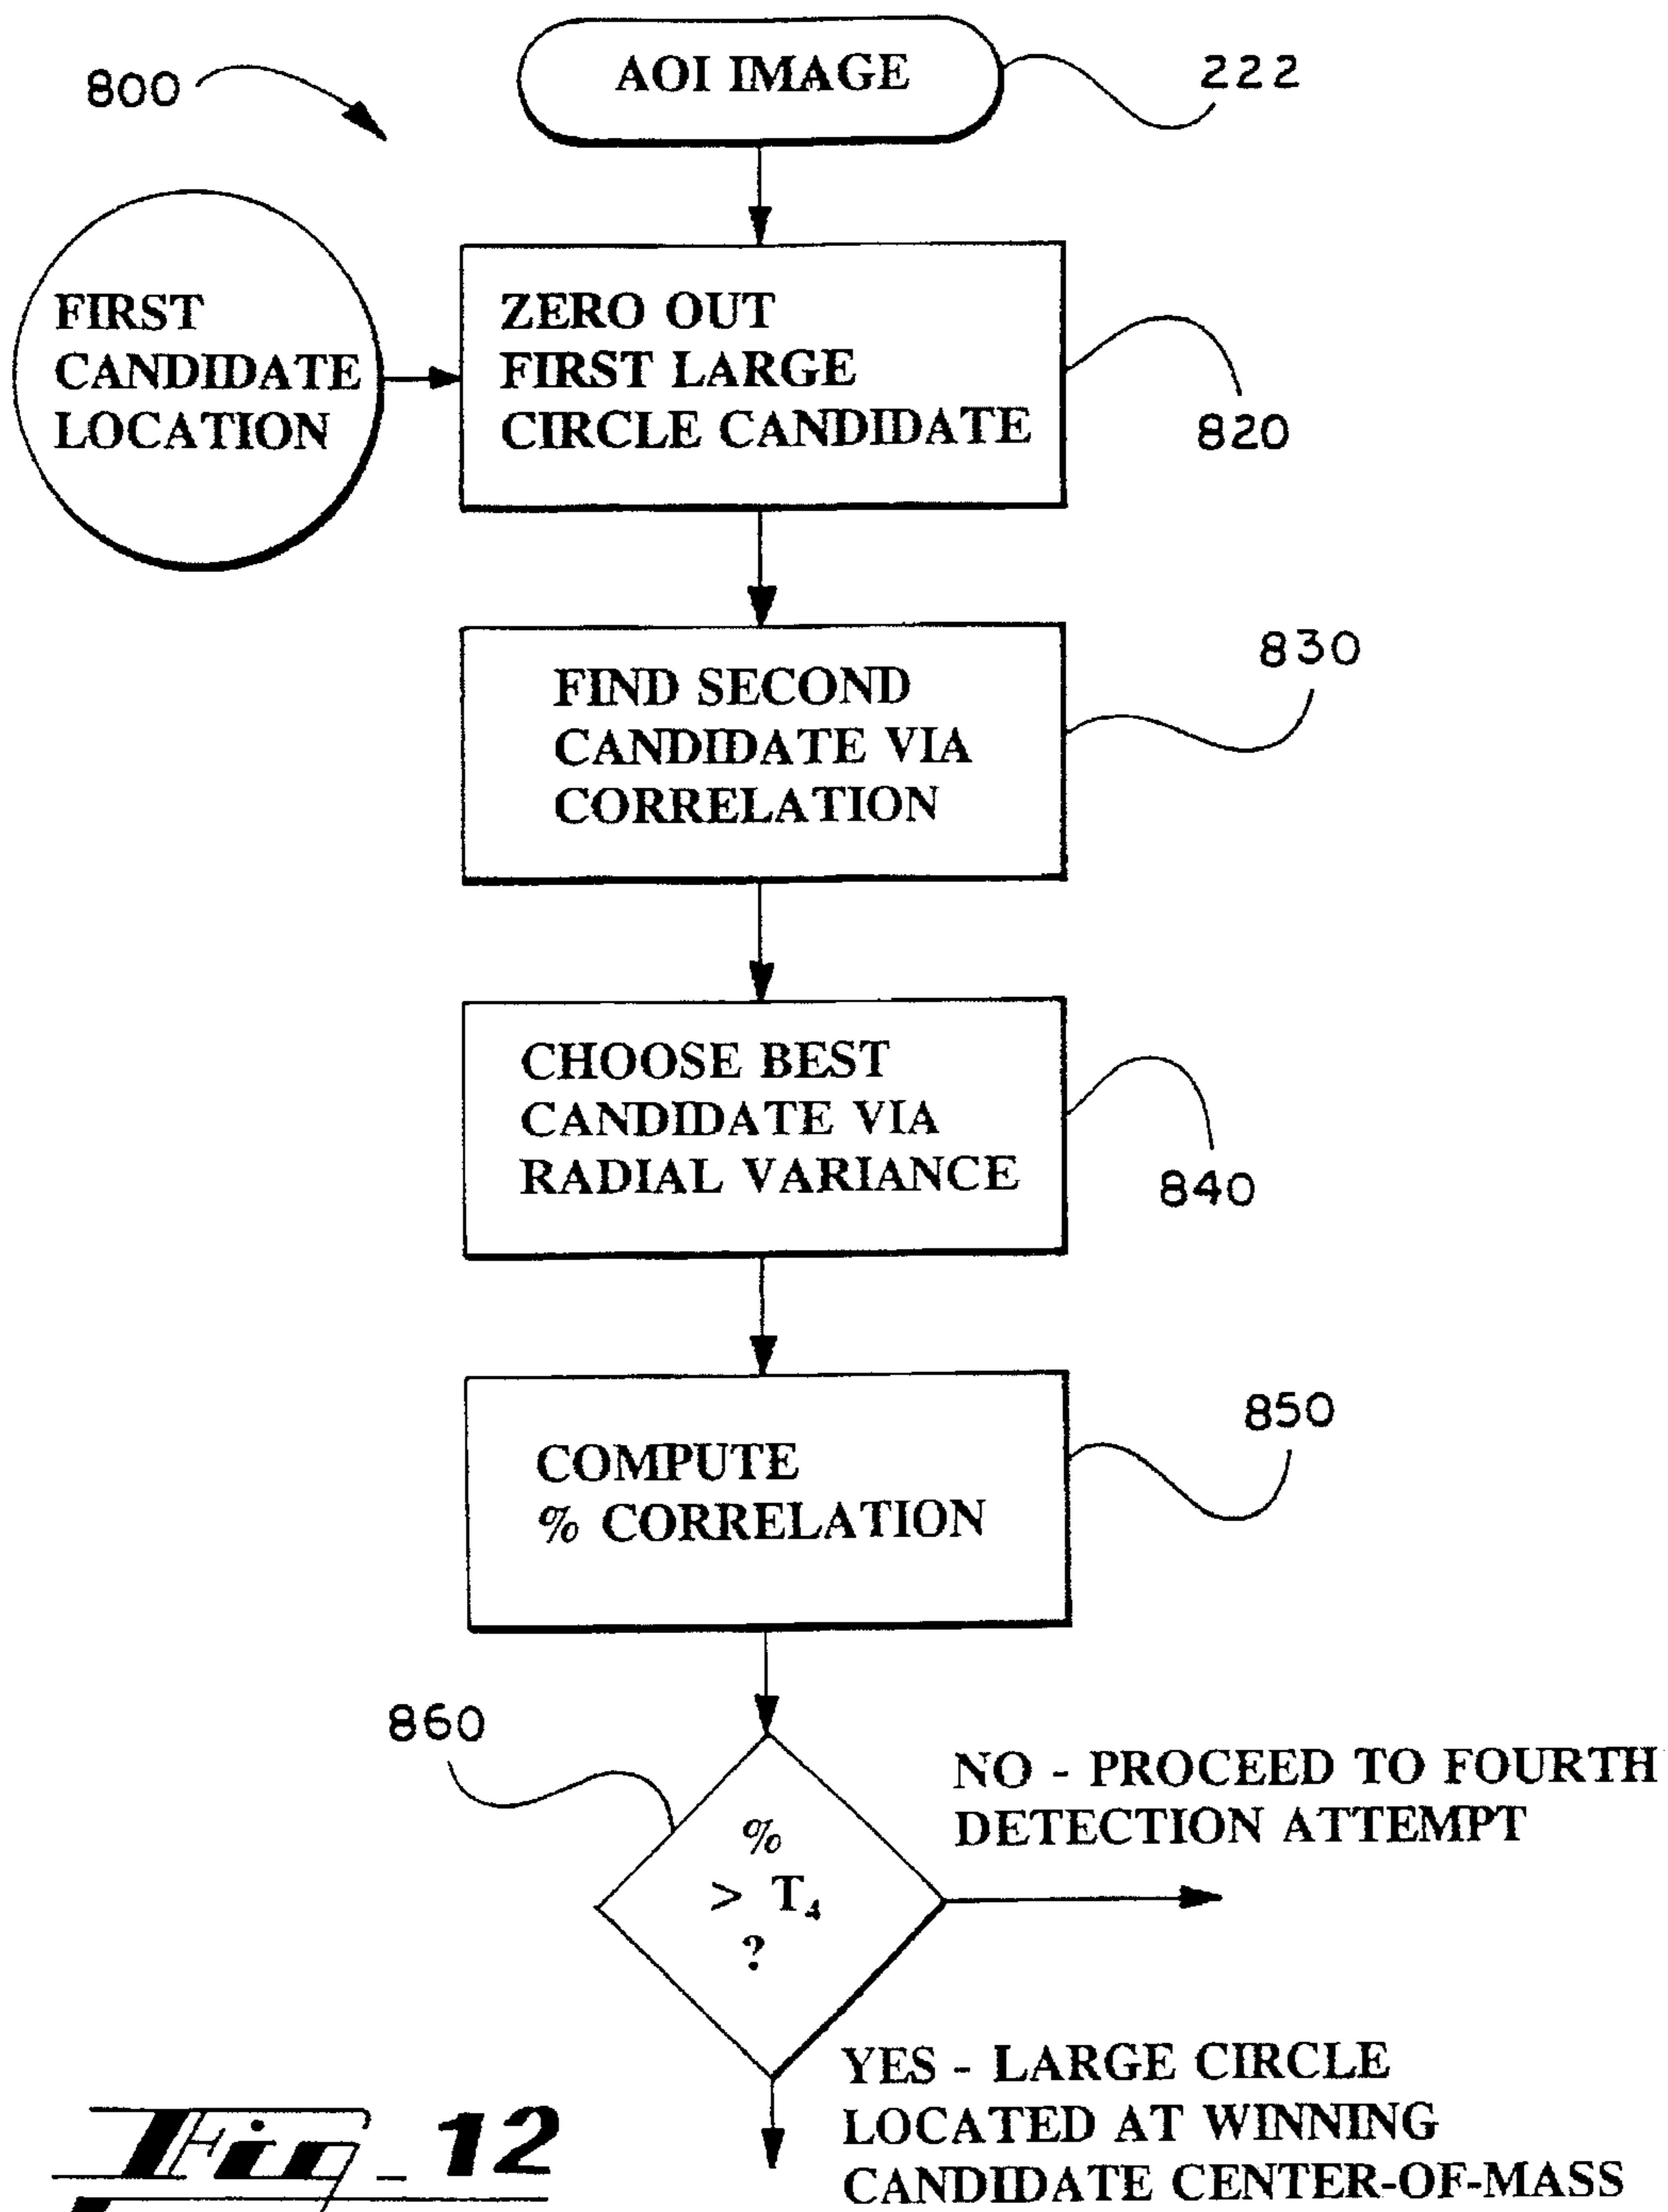 800
AOI IMAGE
222
FIRST
CANDIDATE
LOCATION
ZERO OUT
FIRST LARGE
CIRCLE CANDIDATE
820
FIND SECOND
CANDIDATE VIA
CORRELATION
830
CHOOSE BEST
CANDIDATE VIA
RADIAL VARIANCE
840
COMPUTE
% CORRELATION
850
860
%
> T₄
?
NO - PROCEED TO FOURTH
DETECTION ATTEMPT
YES - LARGE CIRCLE
LOCATED AT WINNING
CANDIDATE CENTER-OF-MASS
Fig_12